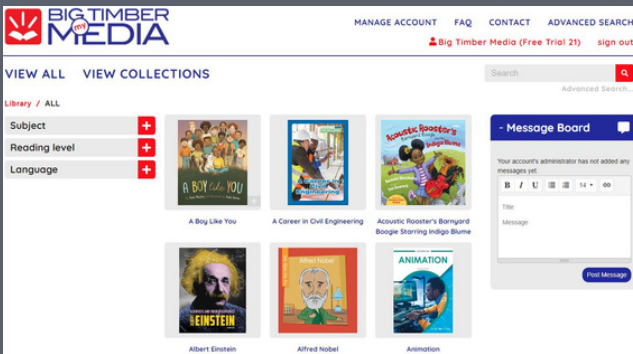 BIG TIMBER
my
MEDIA
MANAGE ACCOUNT FAQ CONTACT ADVANCED SEARCH
Big Timber Media (Free Trial 21) sign out
VIEW ALL VIEW COLLECTIONS
Search
Advanced Search...
Library / ALL
Subject +
Reading level +
Language +
A BOY like YOU
Engineering
Acoustic Rooster's
Barnyard Boogie
Indigo Blume
- Message Board
Your account's administrator has not added any
messages yet
B I U 14
Title
Message
Post Message
A Boy Like You
A Career in Civil Engineering
Acoustic Rooster's Barnyard
Boogie Starring Indigo Blume
EINSTEIN
Alfred Nobel
ANIMATION
Albert Einstein
Alfred Nobel
Animation